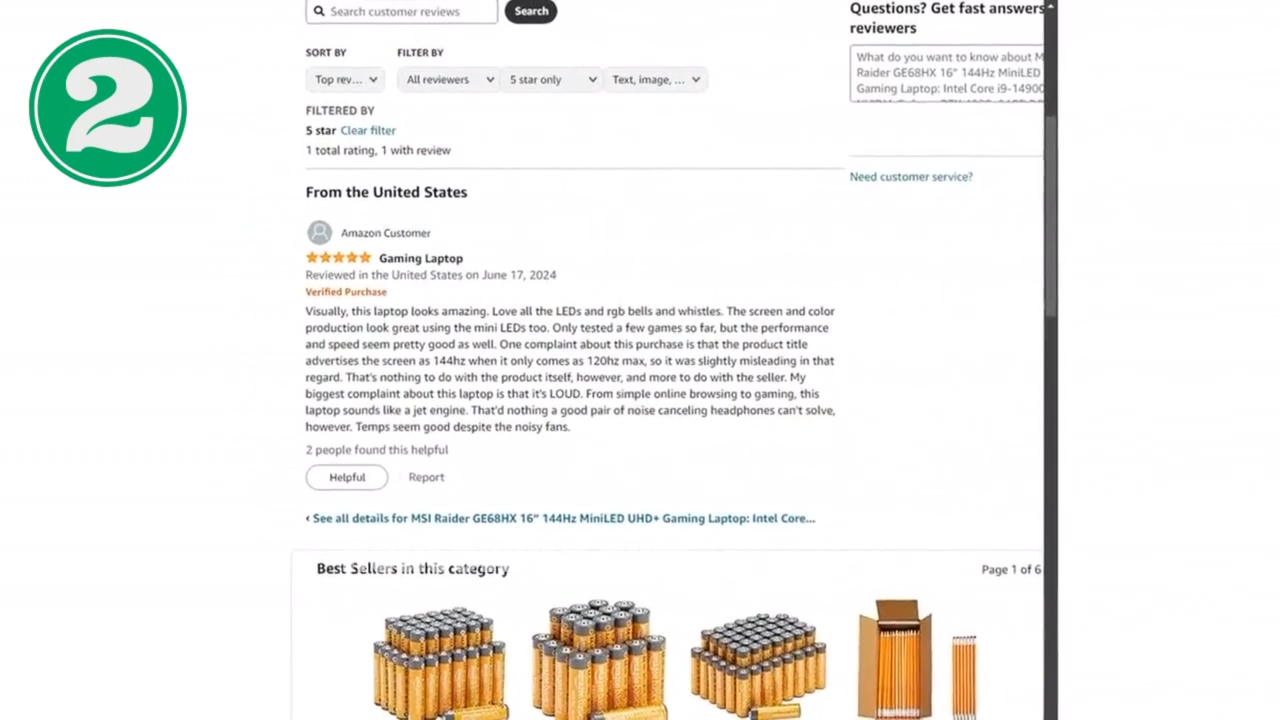 2
Search customer reviews
Search
SORT BY
FILTER BY
Top rev...
All reviewers
5 star only
Text, image, ...
FILTERED BY
5 star Clear filter
1 total rating, 1 with review
From the United States
Amazon Customer
Gaming Laptop
Reviewed in the United States on June 17, 2024
Verified Purchase
Visually, this laptop looks amazing. Love all the LEDs and rgb bells and whistles. The screen and color
production look great using the mini LEDs too. Only tested a few games so far, but the performance
and speed seem pretty good as well. One complaint about this purchase is that the product title
advertises the screen as 144hz when it only comes as 120hz max, so it was slightly misleading in that
regard. That's nothing to do with the product itself, however, and more to do with the seller. My
biggest complaint about this laptop is that it's LOUD. From simple online browsing to gaming, this
laptop sounds like a jet engine. That'd nothing a good pair of noise canceling headphones can't solve,
however. Temps seem good despite the noisy fans.
2 people found this helpful
Helpful
Report
‹ See all details for MSI Raider GE68HX 16" 144Hz MiniLED UHD+ Gaming Laptop: Intel Core...
Questions? Get fast answers
reviewers
What do you want to know about M
Raider GE68HX 16" 144Hz MiniLED
Gaming Laptop: Intel Core i9-14900
Need customer service?
Best Sellers in this category
Page 1 of 6